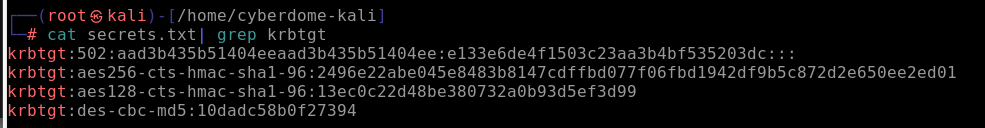 ┌──(root㉿kali)-[/home/cyberdome-kali]
└─# cat secrets.txt| grep krbtgt
krbtgt:502:aad3b435b51404eeaad3b435b51404ee:e133e6de4f1503c23aa3b4bf535203dc:::
krbtgt:aes256-cts-hmac-sha1-96:2496e22abe045e8483b8147cdffbd077f06fbd1942df9b5c872d2e650ee2ed01
krbtgt:aes128-cts-hmac-sha1-96:13ec0c22d48be380732a0b93d5ef3d99
krbtgt:des-cbc-md5:10dadc58b0f27394